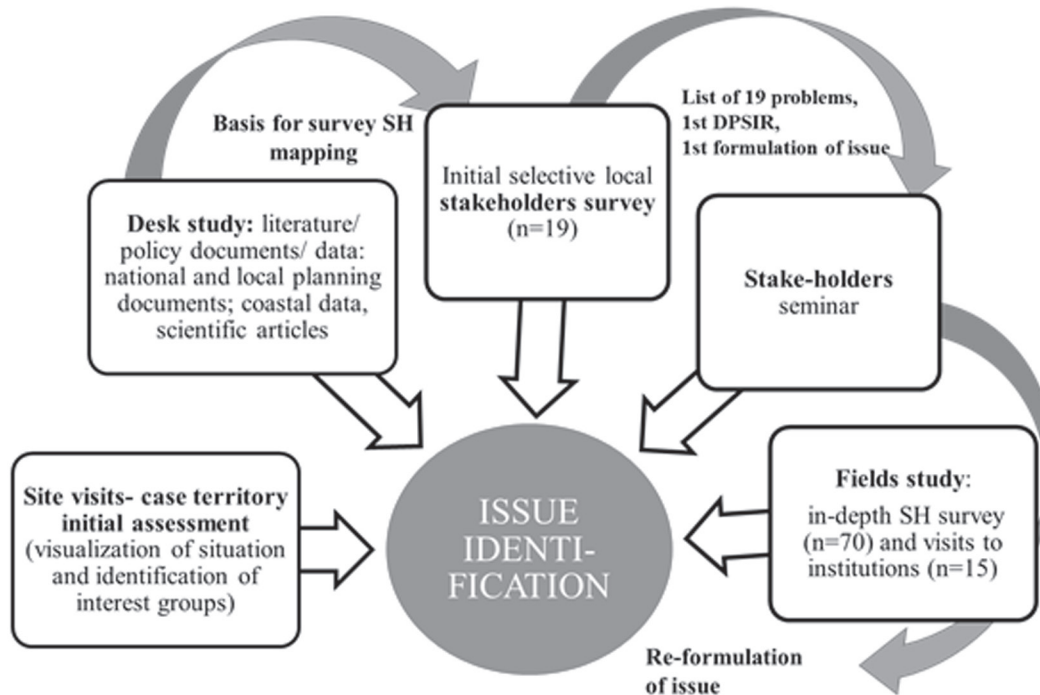 Basis for survey SH
mapping
List of 19 problems,
1st DPSIR,
1st formulation of issue
Desk study: literature/
policy documents/ data:
national and local planning
documents; coastal data,
scientific articles
Initial selective local
stakeholders survey
(n=19)
Stake-holders
seminar
Site visits- case territory
initial assessment
(visualization of situation
and identification of
interest groups)
ISSUE
IDENTI-
FICATION
Fields study:
in-depth SH survey
(n=70) and visits to
institutions (n=15)
Re-formulation
of issue